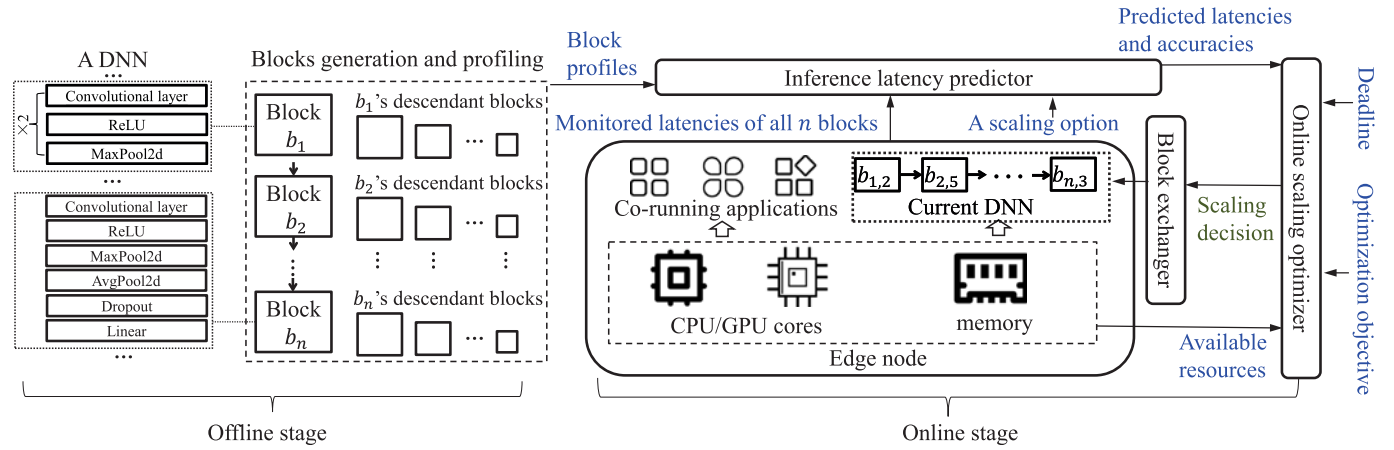 A DNN
...
Convolutional layer
ReLU
MaxPool2d
×2
...
Convolutional layer
ReLU
MaxPool2d
AvgPool2d
Dropout
Linear
...
Blocks generation and profiling
Block
b1
b1's descendant blocks
...
Block
b2
b2's descendant blocks
...
Block
bn
bn's descendant blocks
...
Offline stage
Block
profiles
Inference latency predictor
Predicted latencies
and accuracies
Monitored latencies of all n blocks
A scaling option
Co-running applications
b1,2
b2,5
...
bn,3
Current DNN
CPU/GPU cores
memory
Edge node
Block exchanger
Scaling
decision
Available
resources
Online scaling optimizer
Deadline
Optimization objective
Online stage